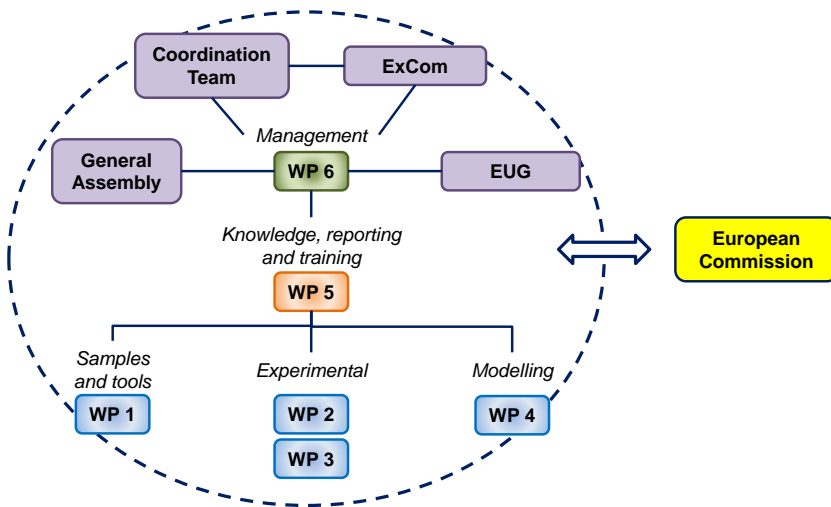 Coordination
Team
ExCom
Management
General
Assembly
WP 6
EUG
Knowledge, reporting
and training
European
Commission
WP 5
Samples
and tools
Experimental
Modelling
WP 1
WP 2
WP 4
WP 3